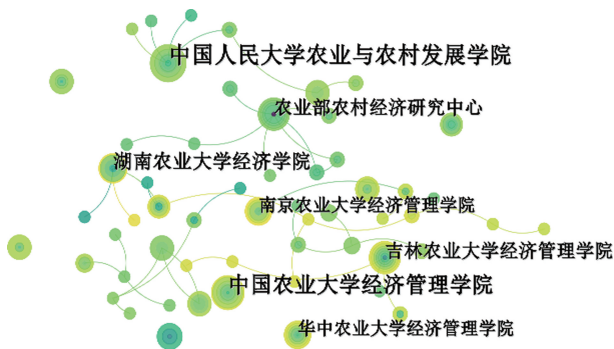 中国人民大学农业与农村发展学院
农业部农村经济研究中心
湖南农业大学经济学院
南京农业大学经济管理学院
吉林农业大学经济管理学院
中国农业大学经济管理学院
华中农业大学经济管理学院